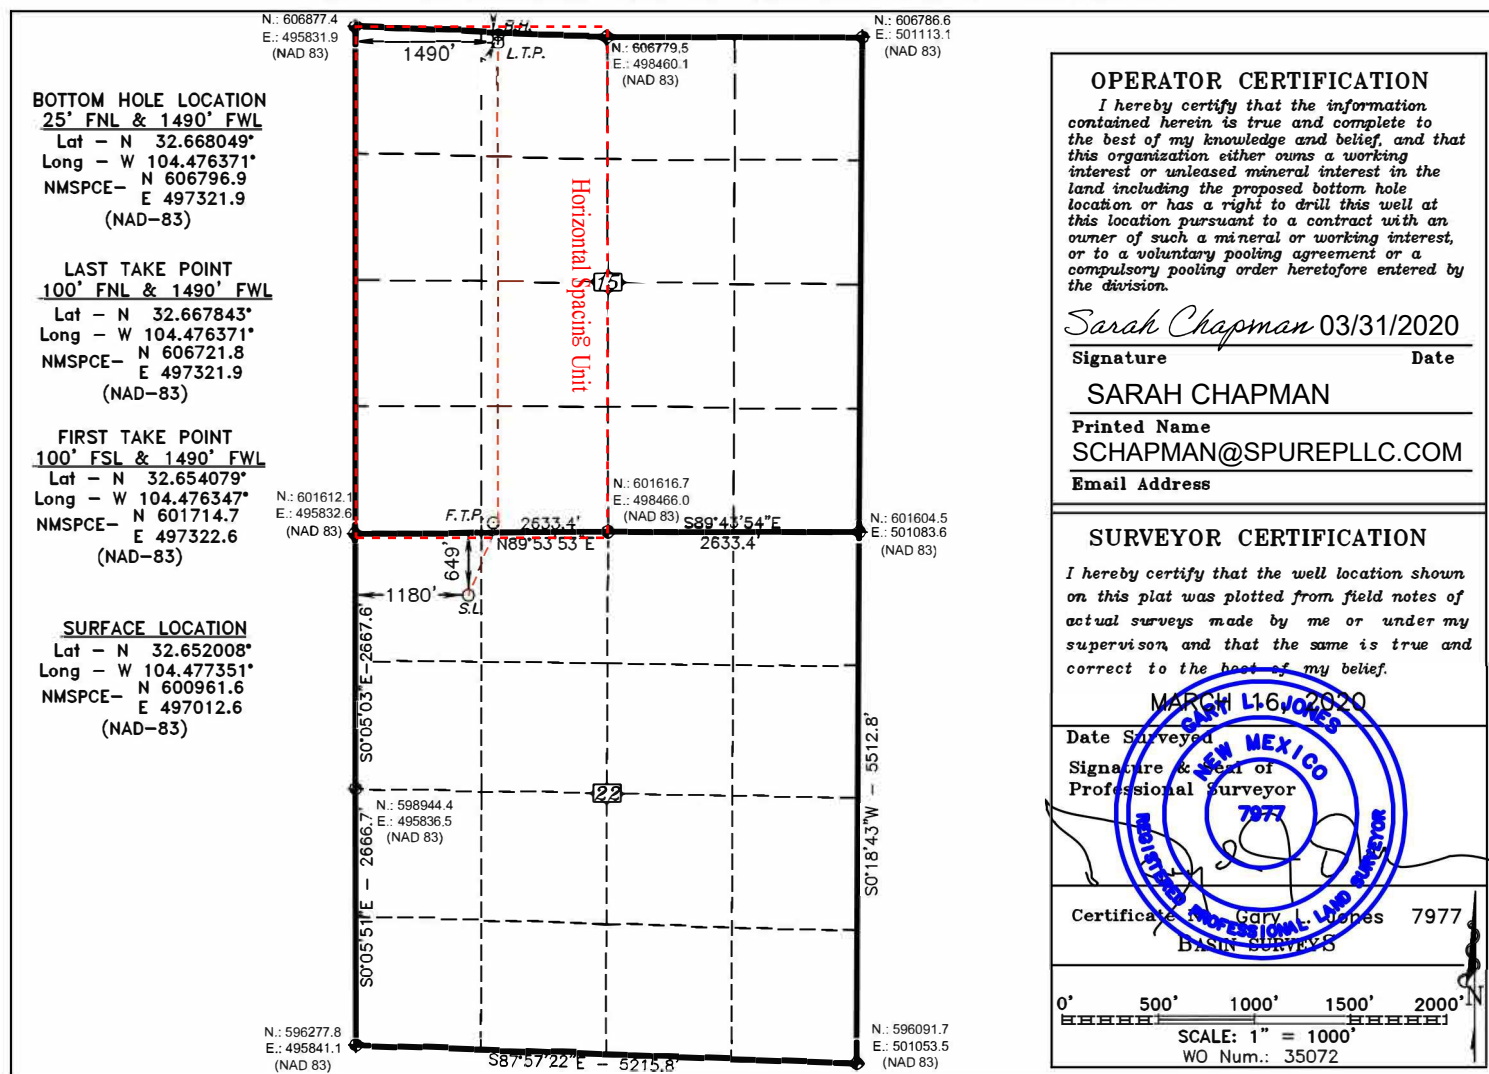 BOTTOM HOLE LOCATION
25' FNL & 1490' FWL
Lat - N 32.668049°
Long - W 104.476371°
NMSPCE- N 606796.9
E 497321.9
(NAD-83)
LAST TAKE POINT
100' FNL & 1490' FWL
Lat - N 32.667843°
Long - W 104.476371°
NMSPCE- N 606721.8
E 497321.9
(NAD-83)
FIRST TAKE POINT
100' FSL & 1490' FWL
Lat - N 32.654079°
Long - W 104.476347°
NMSPCE- N 601714.7
E 497322.6
(NAD-83)
SURFACE LOCATION
Lat - N 32.652008°
Long - W 104.477351°
NMSPCE- N 600961.6
E 497012.6
(NAD-83)
N.: 606877.4
E.: 495831.9
(NAD 83)
1490'
B.H.
L.T.P.
N.: 606779.5
E.: 498460.1
(NAD 83)
N.: 606786.6
E.: 501113.1
(NAD 83)
Horizontal Spacing Unit
15
N.: 601612.1
E.: 495832.6
(NAD 83)
F.T.P.
2633.4'
N89°53'53"E
N.: 601616.7
E.: 498466.0
(NAD 83)
S89°43'54"E
2633.4'
N.: 601604.5
E.: 501083.6
(NAD 83)
649'
1180'
S.L.
S0°05'03"E-2667.6'
22
N.: 598944.4
E.: 495836.5
(NAD 83)
S0°05'51"E - 2666.7'
S0°18'43"W - 5512.8'
N.: 596277.8
E.: 495841.1
(NAD 83)
S87°57'22"E - 5215.8'
N.: 596091.7
E.: 501053.5
(NAD 83)
OPERATOR CERTIFICATION
I hereby certify that the information
contained herein is true and complete to
the best of my knowledge and belief, and that
this organization either owns a working
interest or unleased mineral interest in the
land including the proposed bottom hole
location or has a right to drill this well at
this location pursuant to a contract with an
owner of such a mineral or working interest,
or to a voluntary pooling agreement or a
compulsory pooling order heretofore entered by
the division.
Sarah Chapman 03/31/2020
Signature Date
SARAH CHAPMAN
Printed Name
SCHAPMAN@SPUREPLLC.COM
Email Address
SURVEYOR CERTIFICATION
I hereby certify that the well location shown
on this plat was plotted from field notes of
actual surveys made by me or under my
supervison, and that the same is true and
correct to the best of my belief.
MARCH 16, 2020
Date Surveyed
Signature & Seal of
Professional Surveyor
GARY L. JONES
NEW MEXICO
7977
REGISTERED PROFESSIONAL LAND SURVEYOR
Certificate No. Gary L. Jones 7977
BASIN SURVEYS
N
0' 500' 1000' 1500' 2000'
SCALE: 1" = 1000'
WO Num.: 35072